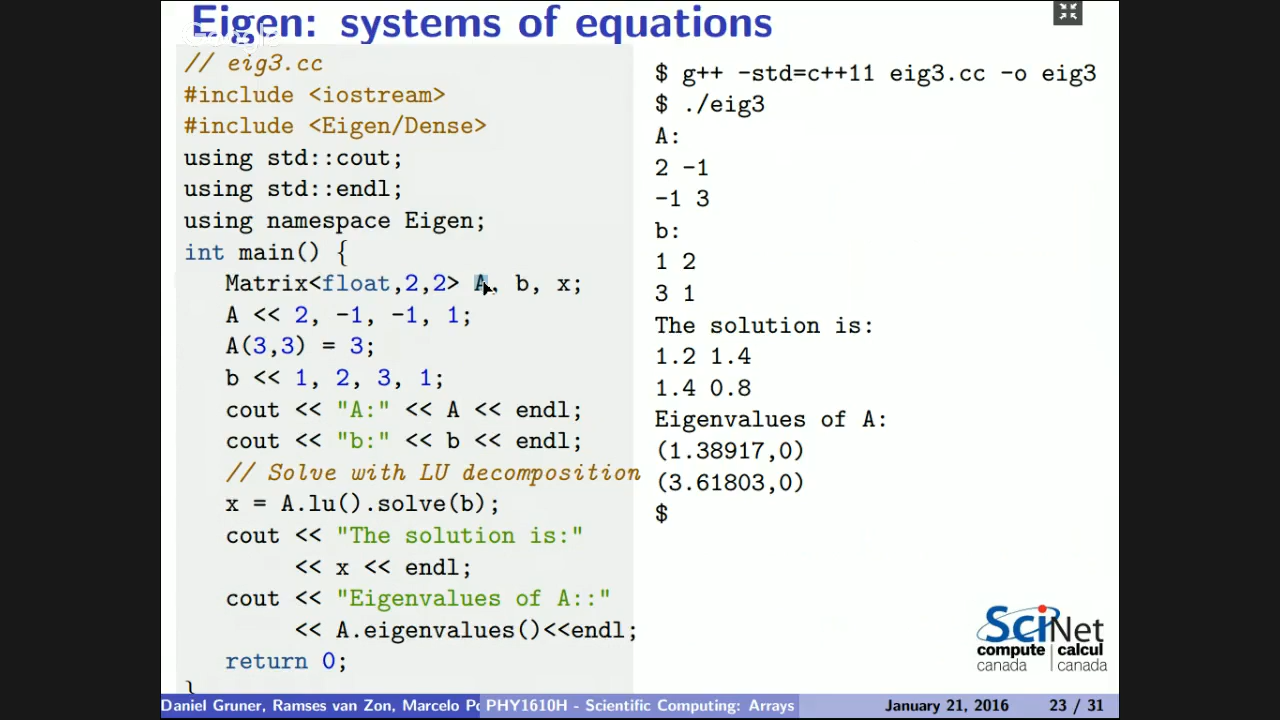 Eigen: systems of equations
Google
// eig3.cc
#include <iostream>
#include <Eigen/Dense>
using std::cout;
using std::endl;
using namespace Eigen;
int main() {
Matrix<float,2,2> A, b, x;
A << 2, -1, -1, 1;
A(3,3) = 3;
b << 1, 2, 3, 1;
cout << "A:" << A << endl;
cout << "b:" << b << endl;
// Solve with LU decomposition
x = A.lu().solve(b);
cout << "The solution is:"
<< x << endl;
cout << "Eigenvalues of A::"
<< A.eigenvalues()<<endl;
return 0;
}
$ g++ -std=c++11 eig3.cc -o eig3
$ ./eig3
A:
2 -1
-1 3
b:
1 2
3 1
The solution is:
1.2 1.4
1.4 0.8
Eigenvalues of A:
(1.38917,0)
(3.61803,0)
$
SciNet
compute calcul
canada canada
Daniel Gruner, Ramses van Zon, Marcelo PHY1610H - Scientific Computing: Arrays January 21, 2016 23 / 31